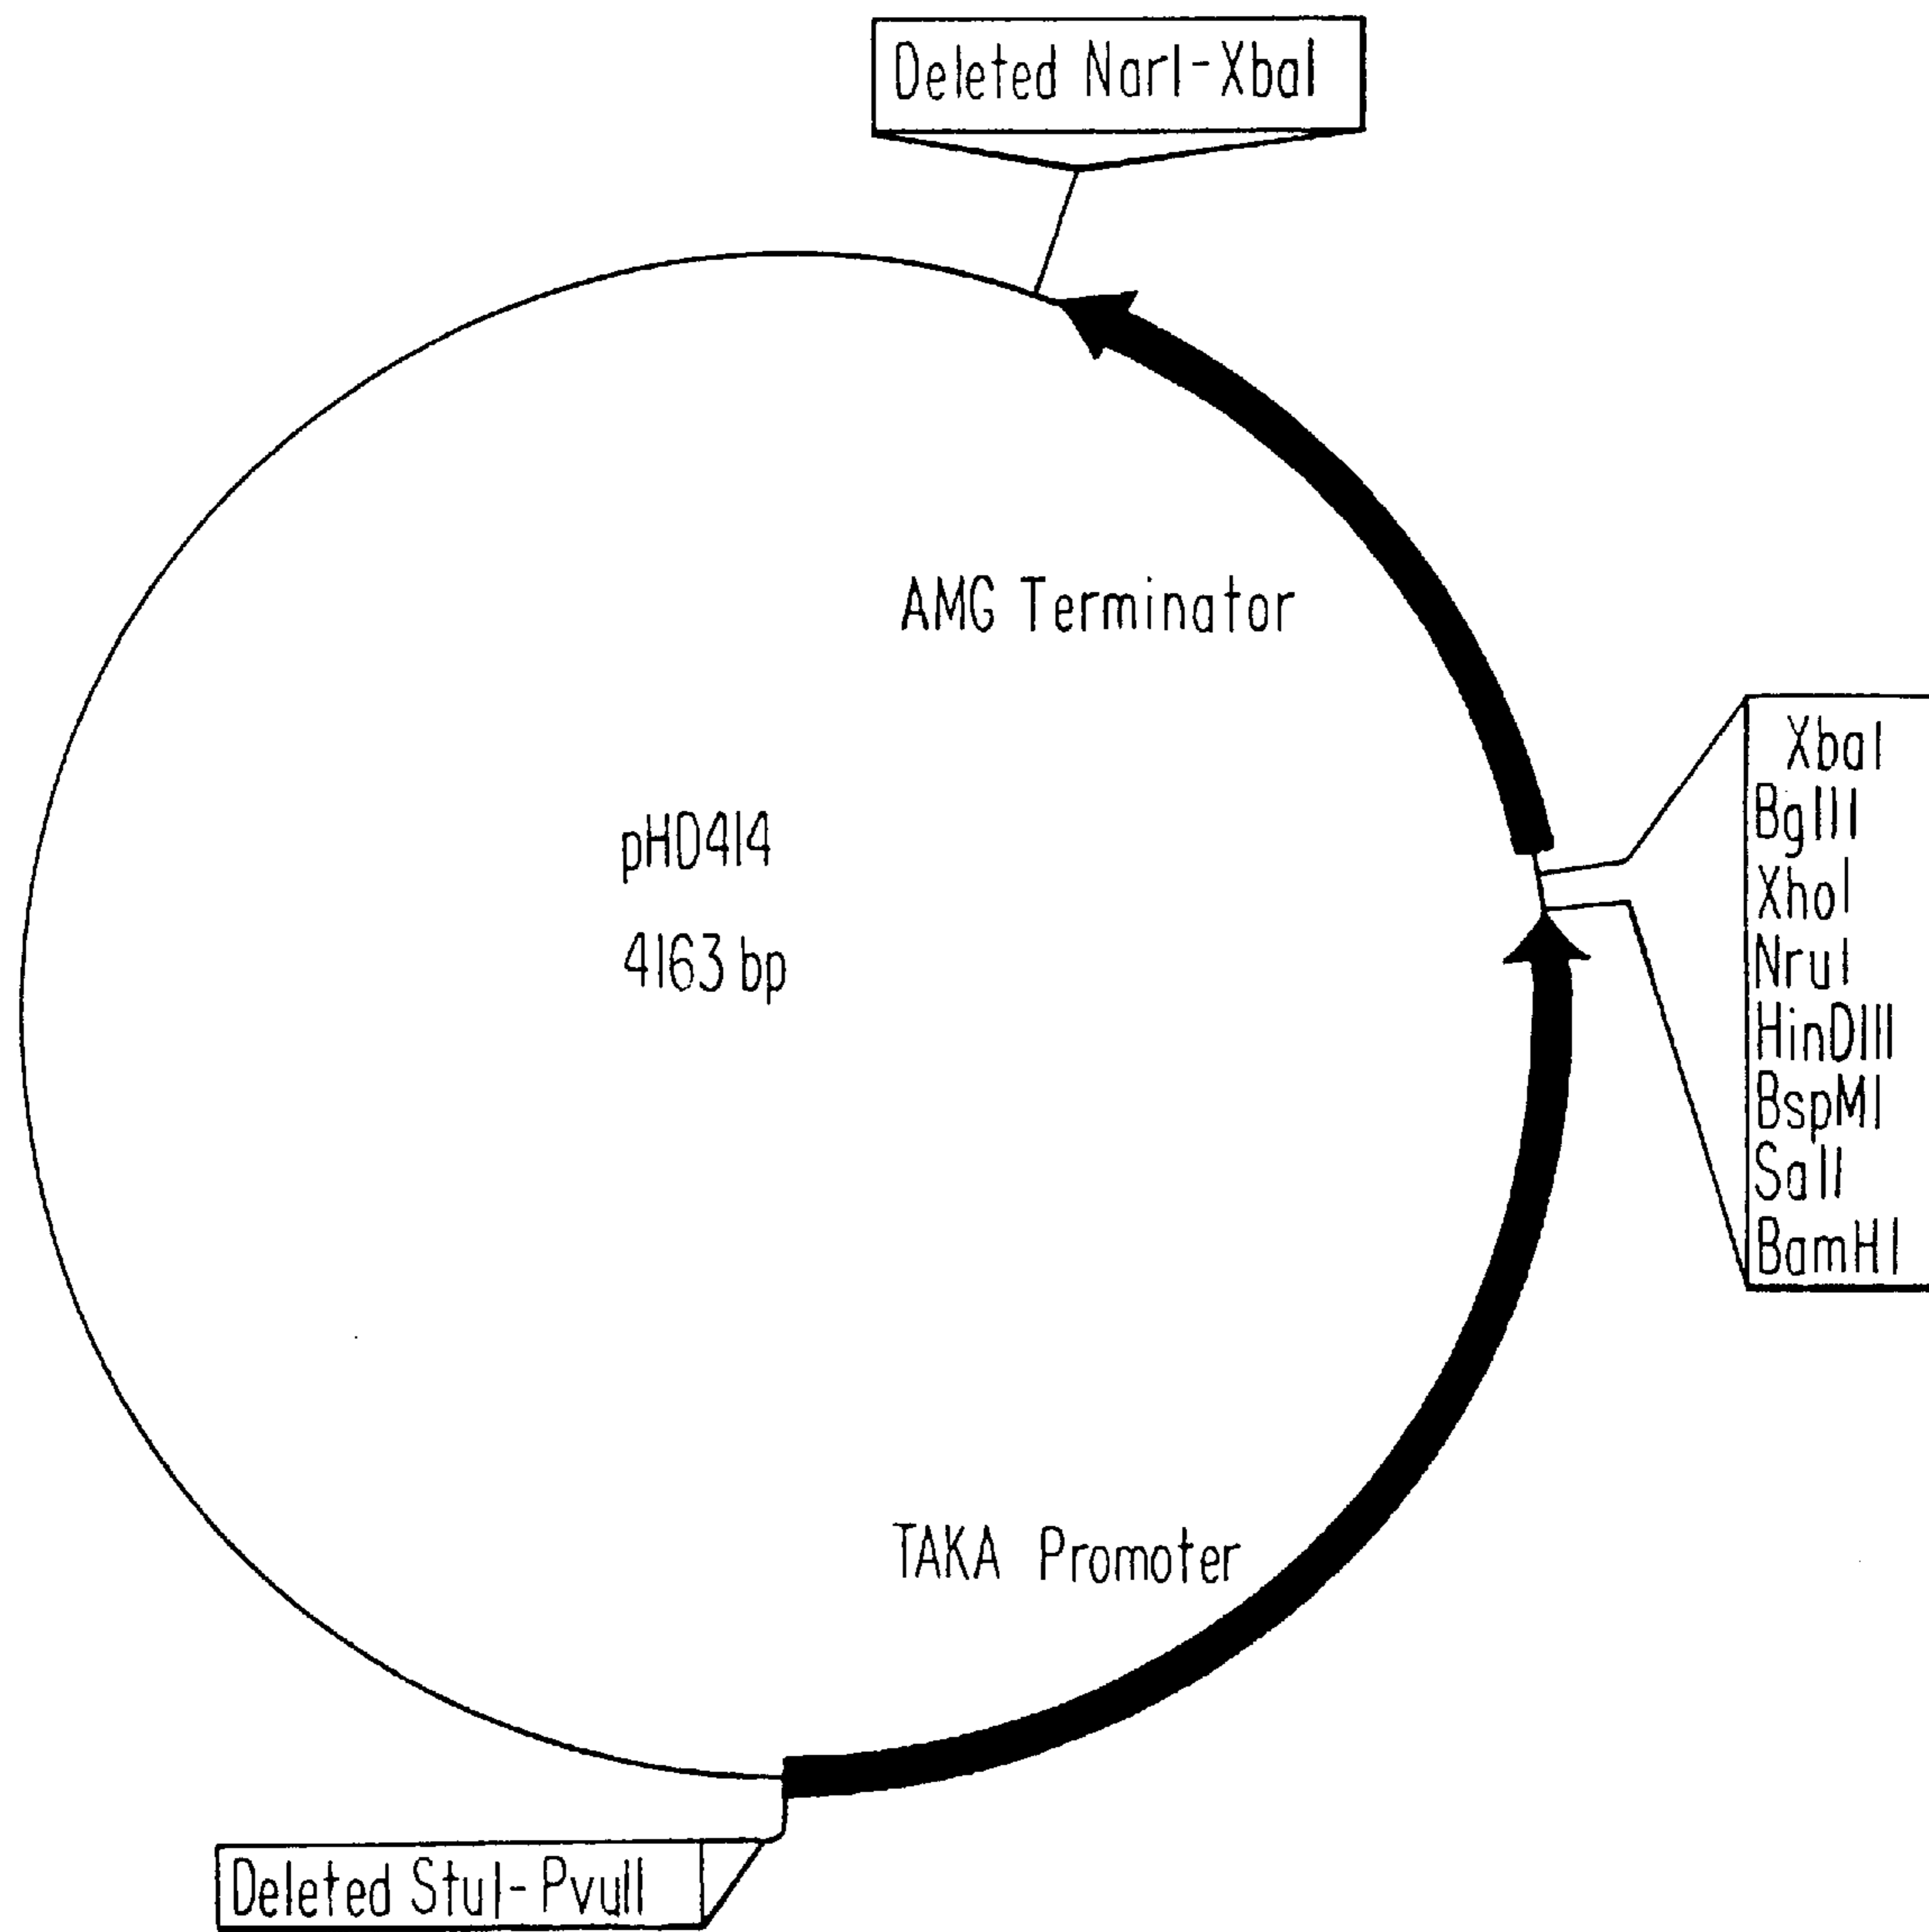 Deleted NarI-XbaI
AMG Terminator
XbaI
BglII
XhoI
NruI
HinDIII
BspMI
SalI
BamHI
pHD414
4163 bp
TAKA Promoter
Deleted StuI-PvuII